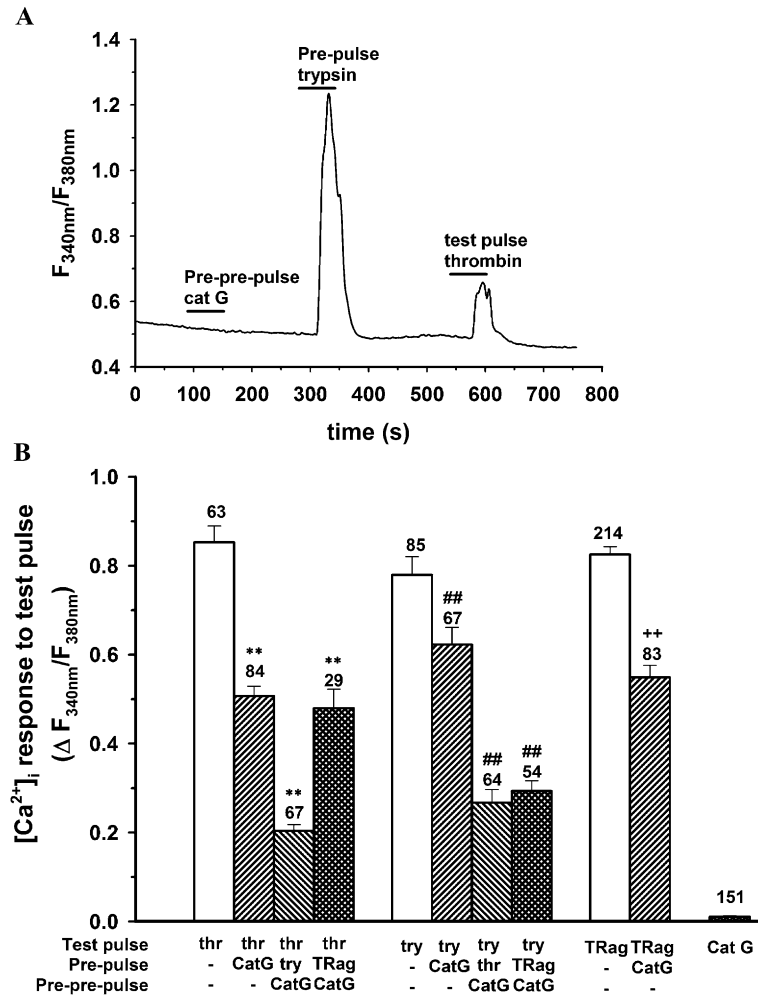 A
1.4
1.2
1.0
0.8
0.6
0.4
F340nm/F380nm
Pre-pulse
trypsin
test pulse
thrombin
Pre-pre-pulse
cat G
0 100 200 300 400 500 600 700 800
time (s)
B
1.0
0.8
0.6
0.4
0.2
0.0
[Ca2+]i response to test pulse
(Δ F340nm/F380nm)
63
**
84
**
67
**
29
85
##
67
##
64
##
54
214
++
83
151
Test pulse thr thr thr thr try try try try TRag TRag Cat G
Pre-pulse - CatG try TRag - CatG thr TRag - CatG
Pre-pre-pulse - - CatG CatG - - CatG CatG - -